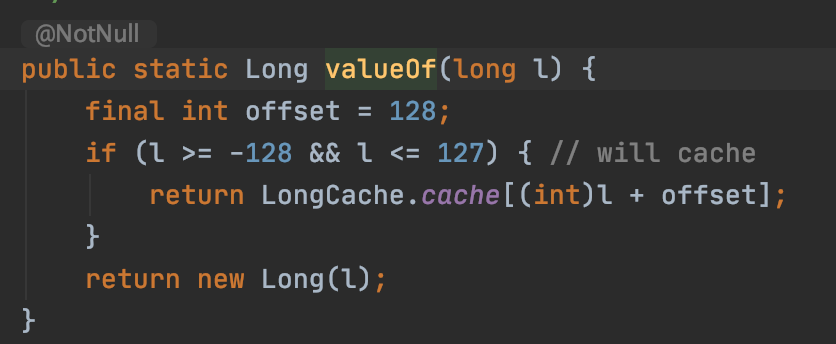 @NotNull
public static Long valueOf(long l) {
    final int offset = 128;
    if (l >= -128 && l <= 127) { // will cache
        return LongCache.cache[(int)l + offset];
    }
    return new Long(l);
}